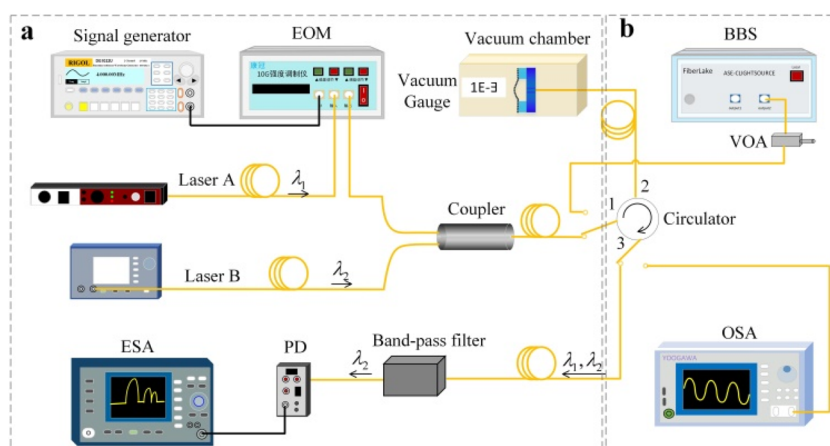 a
Signal generator
EOM
Vacuum chamber
b
BBS
RIGOL
10G强度调制仪
Vacuum
Gauge
1E-3
FiberLake
ASE-CLIGHTSOURCE
VOA
Laser A
λ1
Coupler
2
1
3
Circulator
Laser B
λ2
ESA
PD
Band-pass filter
λ2
λ1, λ2
OSA
YOOGAWA